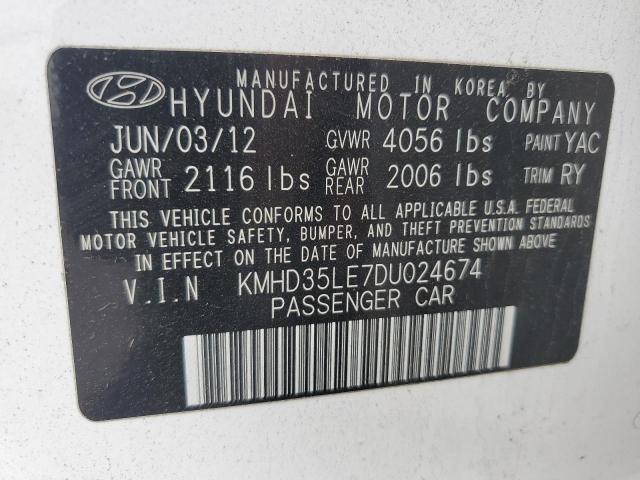 MANUFACTURED IN KOREA BY
HYUNDAI MOTOR COMPANY
JUN/03/12 GVWR 4056 lbs PAINT YAC
GAWR FRONT 2116 lbs GAWR REAR 2006 lbs TRIM RY
THIS VEHICLE CONFORMS TO ALL APPLICABLE U.S.A. FEDERAL
MOTOR VEHICLE SAFETY, BUMPER, AND THEFT PREVENTION STANDARDS
IN EFFECT ON THE DATE OF MANUFACTURE SHOWN ABOVE
V.I.N KMHD35LE7DU024674
PASSENGER CAR